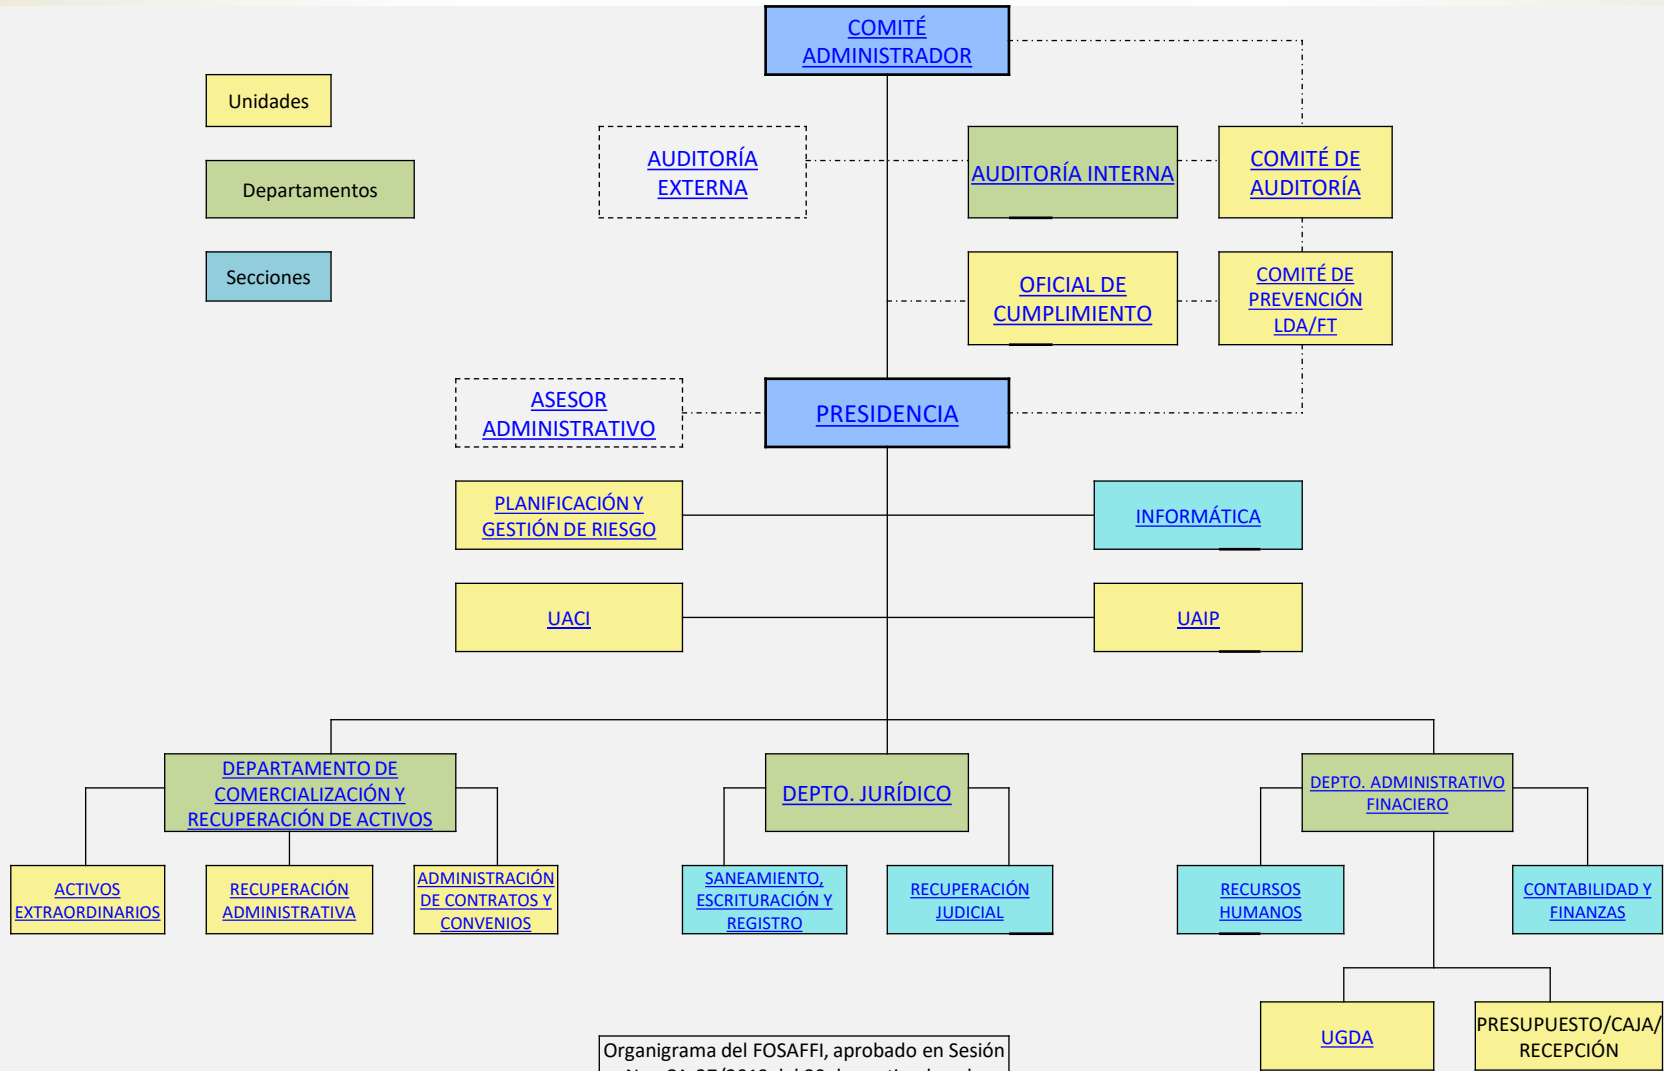 COMITÉ
ADMINISTRADOR
Unidades
Departamentos
Secciones
AUDITORÍA
EXTERNA
AUDITORÍA INTERNA
COMITÉ DE
AUDITORÍA
OFICIAL DE
CUMPLIMIENTO
COMITÉ DE
PREVENCIÓN
LDA/FT
ASESOR
ADMINISTRATIVO
PRESIDENCIA
PLANIFICACIÓN Y
GESTIÓN DE RIESGO
INFORMÁTICA
UACI
UAIP
DEPARTAMENTO DE
COMERCIALIZACIÓN Y
RECUPERACIÓN DE ACTIVOS
DEPTO. JURÍDICO
DEPTO. ADMINISTRATIVO
FINACIERO
ACTIVOS
EXTRAORDINARIOS
RECUPERACIÓN
ADMINISTRATIVA
ADMINISTRACIÓN
DE CONTRATOS Y
CONVENIOS
SANEAMIENTO,
ESCRITURACIÓN Y
REGISTRO
RECUPERACIÓN
JUDICIAL
RECURSOS
HUMANOS
CONTABILIDAD Y
FINANZAS
UGDA
PRESUPUESTO/CAJA/
RECEPCIÓN
Organigrama del FOSAFFI, aprobado en Sesión